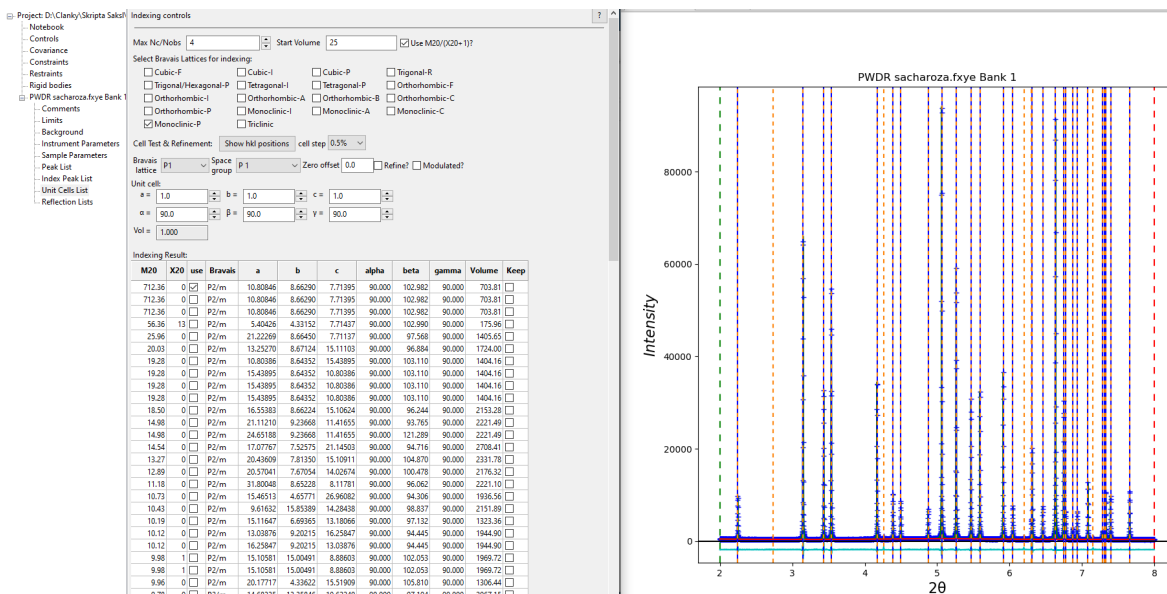 Project: D:\Clanky\Skripta Saksl\
Notebook
Controls
Covariance
Constraints
Restraints
Rigid bodies
PWDR sacharoza.fxye Bank 1
Comments
Limits
Background
Instrument Parameters
Sample Parameters
Peak List
Index Peak List
Unit Cells List
Reflection Lists
Indexing controls ?
Max Nc/Nobs 4 Start Volume 25 Use M20/(X20+1)?
Select Bravais Lattices for indexing:
Cubic-F Cubic-I Cubic-P Trigonal-R
Trigonal/Hexagonal-P Tetragonal-I Tetragonal-P Orthorhombic-F
Orthorhombic-I Orthorhombic-A Orthorhombic-B Orthorhombic-C
Orthorhombic-P Monoclinic-I Monoclinic-A Monoclinic-C
Monoclinic-P Triclinic
Cell Test & Refinement: Show hkl positions cell step 0.5%
Bravais lattice P1 Space group P 1 Zero offset 0.0 Refine? Modulated?
Unit cell:
a = 1.0 b = 1.0 c = 1.0
α = 90.0 β = 90.0 γ = 90.0
Vol = 1.000
Indexing Result:
M20 X20 use Bravais a b c alpha beta gamma Volume Keep
712.36 0 P2/m 10.80846 8.66290 7.71395 90.000 102.982 90.000 703.81
712.36 0 P2/m 10.80846 8.66290 7.71395 90.000 102.982 90.000 703.81
712.36 0 P2/m 10.80846 8.66290 7.71395 90.000 102.982 90.000 703.81
56.36 13 P2/m 5.40426 4.33152 7.71437 90.000 102.990 90.000 175.96
25.96 0 P2/m 21.22269 8.66450 7.71137 90.000 97.568 90.000 1405.65
20.03 0 P2/m 13.25270 8.67124 15.11103 90.000 96.884 90.000 1724.00
19.28 0 P2/m 10.80386 8.64352 15.43895 90.000 103.110 90.000 1404.16
19.28 0 P2/m 15.43895 8.64352 10.80386 90.000 103.110 90.000 1404.16
19.28 0 P2/m 15.43895 8.64352 10.80386 90.000 103.110 90.000 1404.16
19.28 0 P2/m 15.43895 8.64352 10.80386 90.000 103.110 90.000 1404.16
18.50 0 P2/m 16.55383 8.66224 15.10624 90.000 96.244 90.000 2153.28
14.98 0 P2/m 21.11210 9.23668 11.41655 90.000 93.765 90.000 2221.49
14.98 0 P2/m 24.65188 9.23668 11.41655 90.000 121.289 90.000 2221.49
14.54 0 P2/m 17.07767 7.52575 21.14503 90.000 94.716 90.000 2708.41
13.27 0 P2/m 20.43609 7.81350 15.10911 90.000 104.870 90.000 2331.78
12.89 0 P2/m 20.57041 7.67054 14.02674 90.000 100.478 90.000 2176.32
11.18 0 P2/m 31.80048 8.65228 8.11781 90.000 96.062 90.000 2221.10
10.73 0 P2/m 15.46513 4.65771 26.96082 90.000 94.306 90.000 1936.56
10.43 0 P2/m 9.61632 15.85389 14.28438 90.000 98.837 90.000 2151.89
10.19 0 P2/m 15.11647 6.69365 13.18066 90.000 97.132 90.000 1323.36
10.12 0 P2/m 13.03876 9.20215 16.25847 90.000 94.445 90.000 1944.90
10.12 0 P2/m 16.25847 9.20215 13.03876 90.000 94.445 90.000 1944.90
9.98 1 P2/m 15.10581 15.00491 8.88603 90.000 102.053 90.000 1969.72
9.98 1 P2/m 15.10581 15.00491 8.88603 90.000 102.053 90.000 1969.72
9.96 0 P2/m 20.17717 4.33622 15.51909 90.000 105.810 90.000 1306.44
PWDR sacharoza.fxye Bank 1
Intensity
80000
60000
40000
20000
0
2 3 4 5 6 7 8
2θ